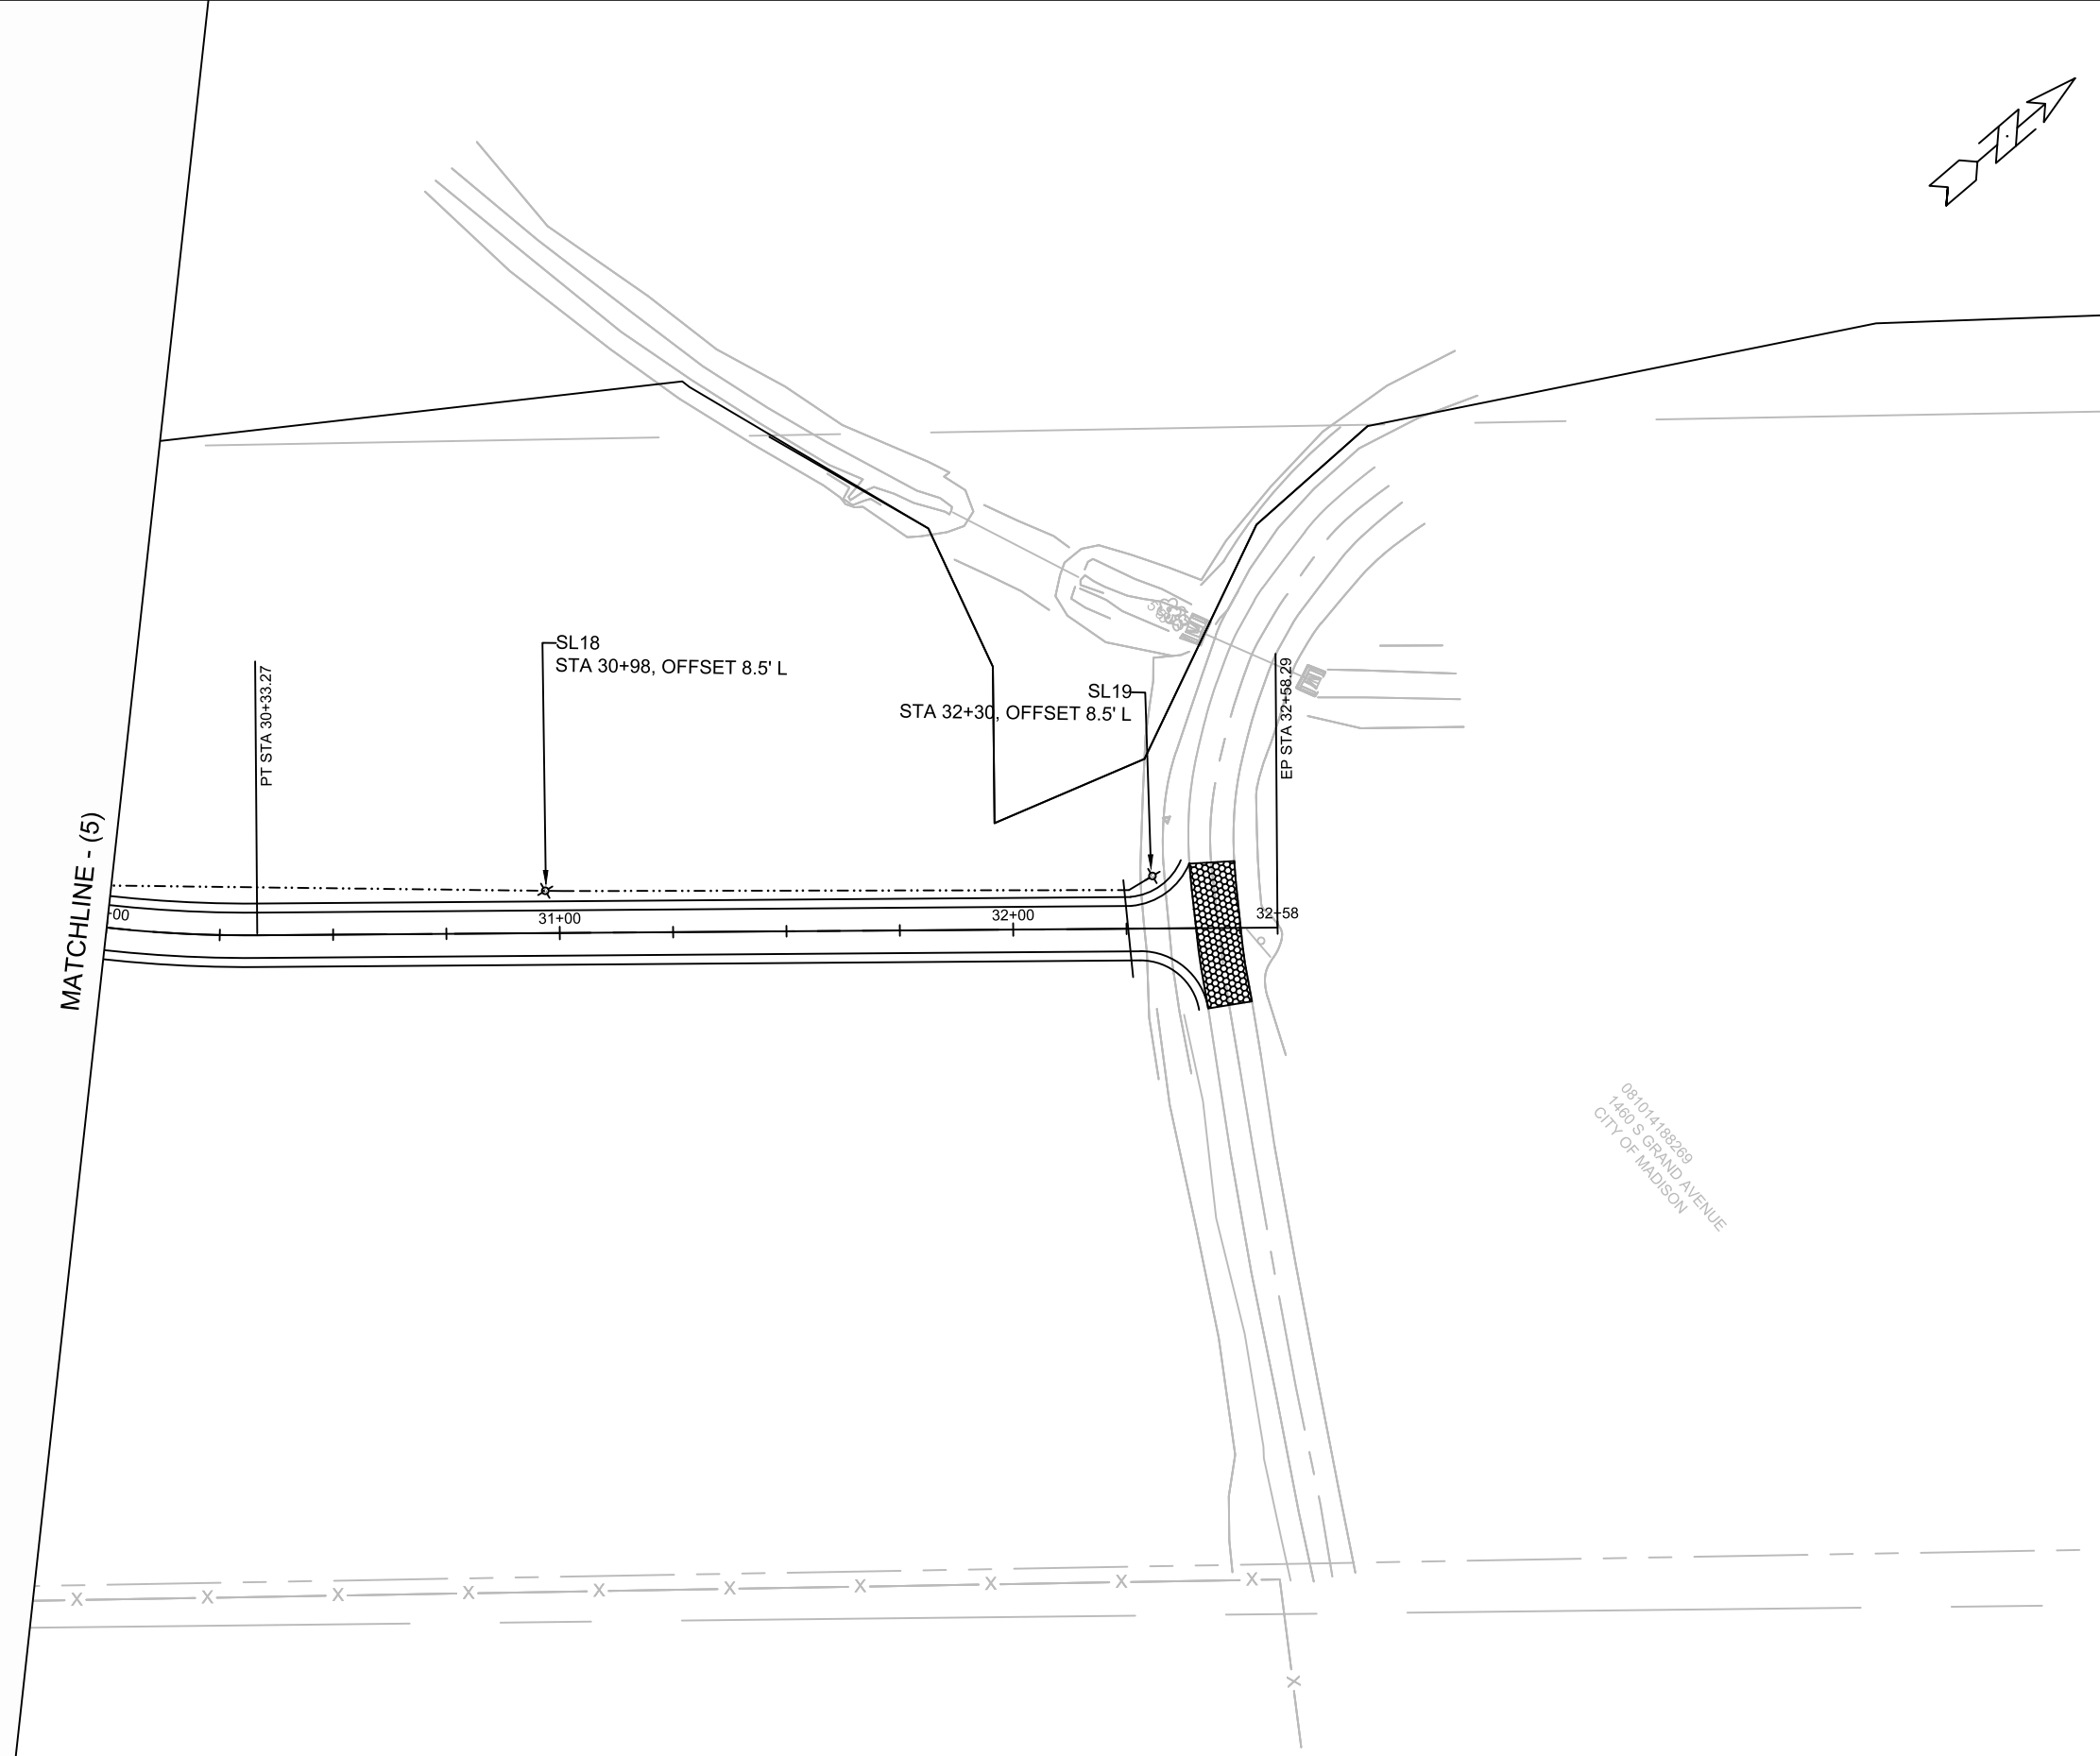 SL18
STA 30+98, OFFSET 8.5' L
SL19
STA 32+30, OFFSET 8.5' L
PT STA 30+33.27
EP STA 32+58.29
MATCHLINE - (5)
+00
31+00
32+00
32+58
081014188269
1460 S GRAND AVENUE
CITY OF MADISON
X X X X X X X X X X
X